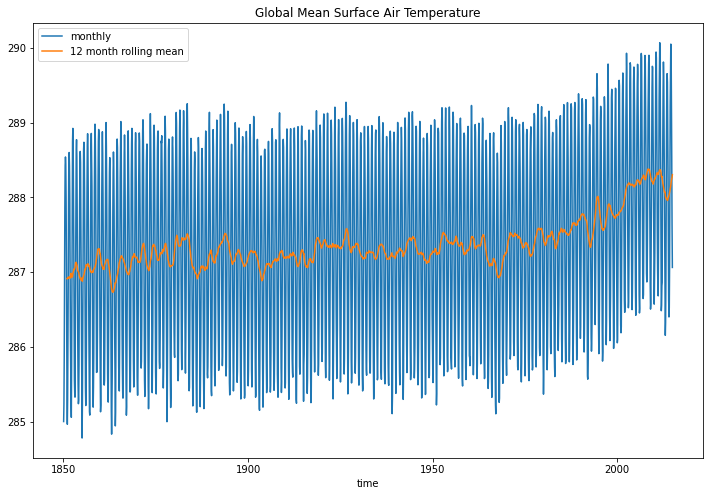 Global Mean Surface Air Temperature
monthly
12 month rolling mean
290
289
288
287
286
285
1850
1900
1950
2000
time